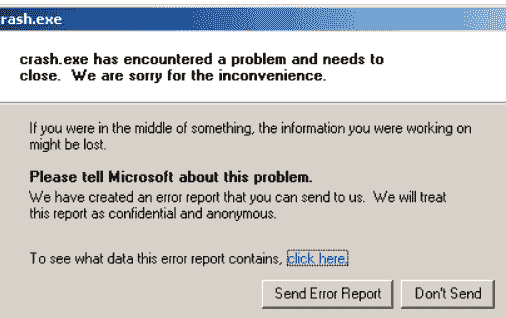 rash.exe
crash.exe has encountered a problem and needs to
close.  We are sorry for the inconvenience.
If you were in the middle of something, the information you were working on
might be lost.
Please tell Microsoft about this problem.
We have created an error report that you can send to us.  We will treat
this report as confidential and anonymous.
To see what data this error report contains, click here.
Send Error Report
Don't Send